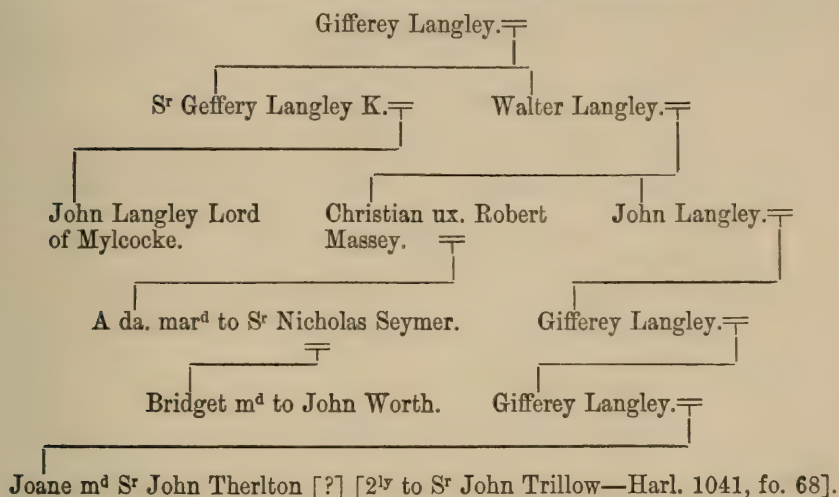 Gifferey Langley.
Sʳ Geffery Langley K. Walter Langley.
John Langley Lord of Mylcocke. Christian ux. Robert Massey. John Langley.
A da. marᵈ to Sʳ Nicholas Seymer. Gifferey Langley.
Bridget mᵈ to John Worth. Gifferey Langley.
Joane mᵈ Sʳ John Therlton [?] [2ˡʸ to Sʳ John Trillow—Harl. 1041, fo. 68].